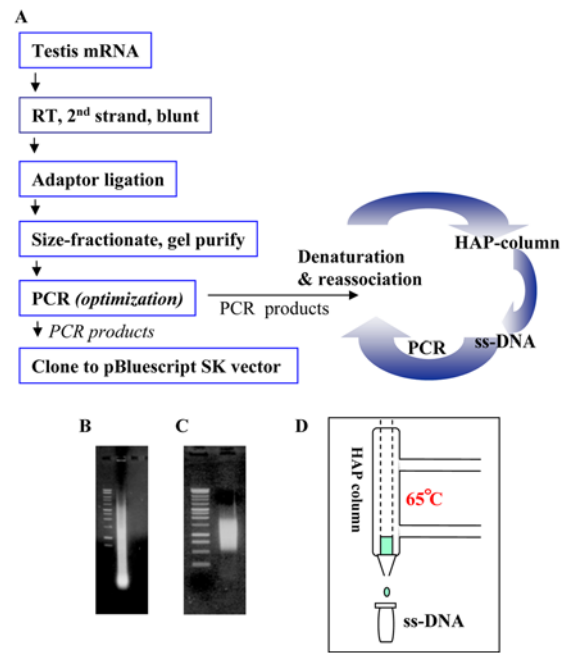 A
Testis mRNA
RT, 2nd strand, blunt
Adaptor ligation
Size-fractionate, gel purify
PCR (optimization)
PCR products
Clone to pBluescript SK vector
PCR products
Denaturation
& reassociation
HAP-column
ss-DNA
PCR
B
C
D
HAP column
65°C
ss-DNA